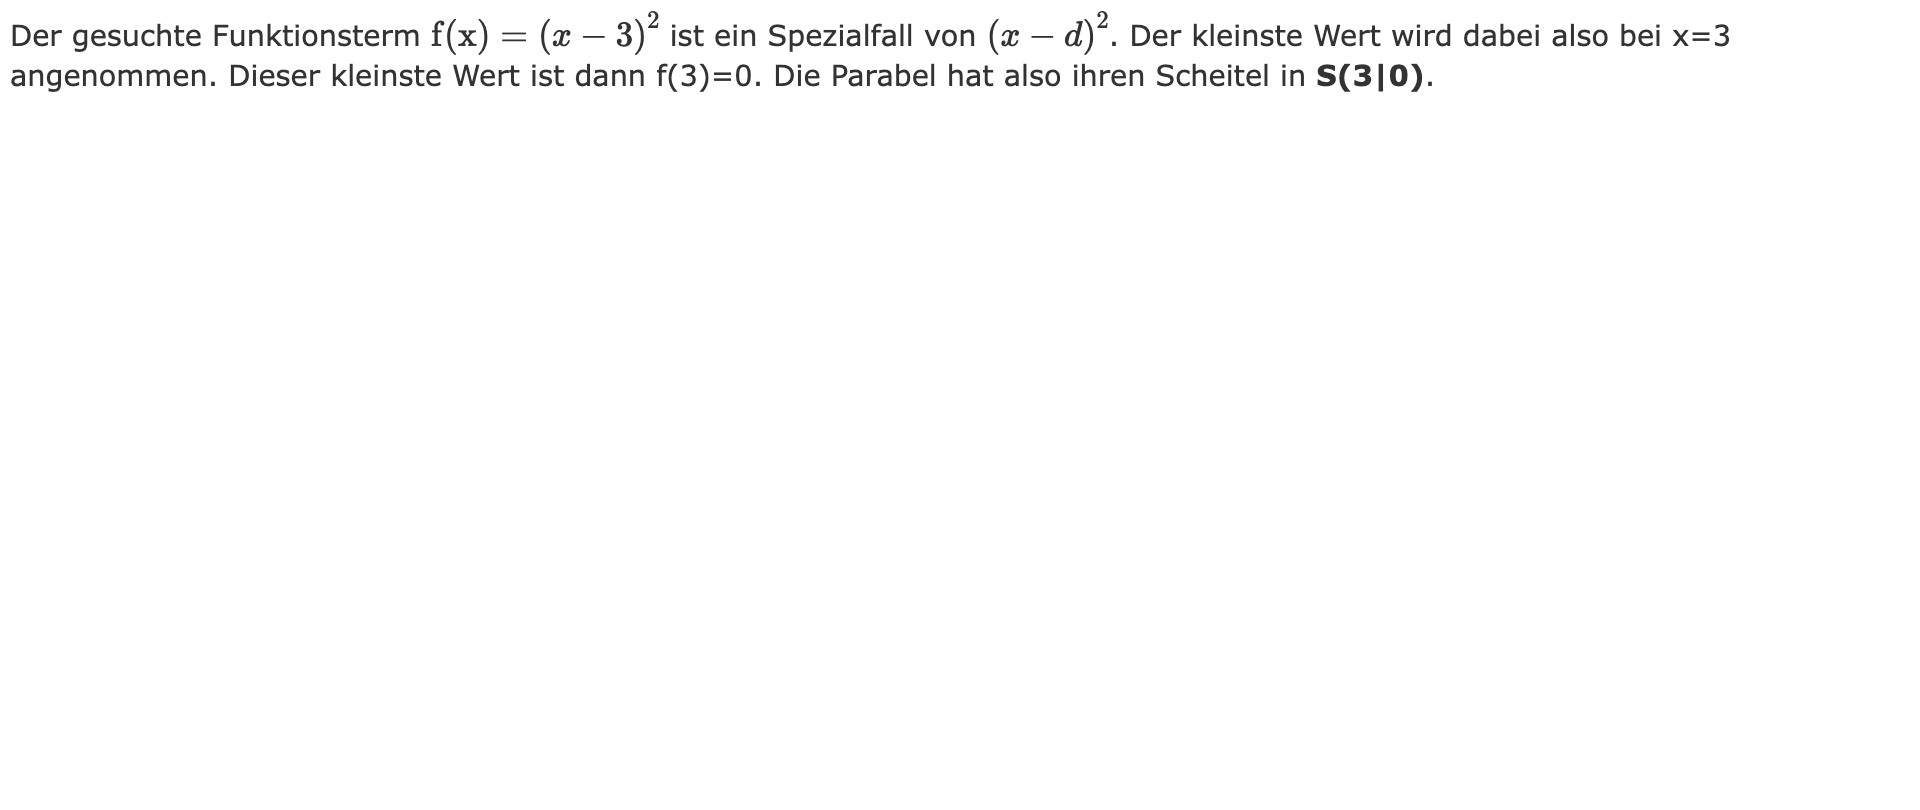 Der gesuchte Funktionsterm f(x) = (x − 3)² ist ein Spezialfall von (x − d)². Der kleinste Wert wird dabei also bei x=3
angenommen. Dieser kleinste Wert ist dann f(3)=0. Die Parabel hat also ihren Scheitel in S(3|0).